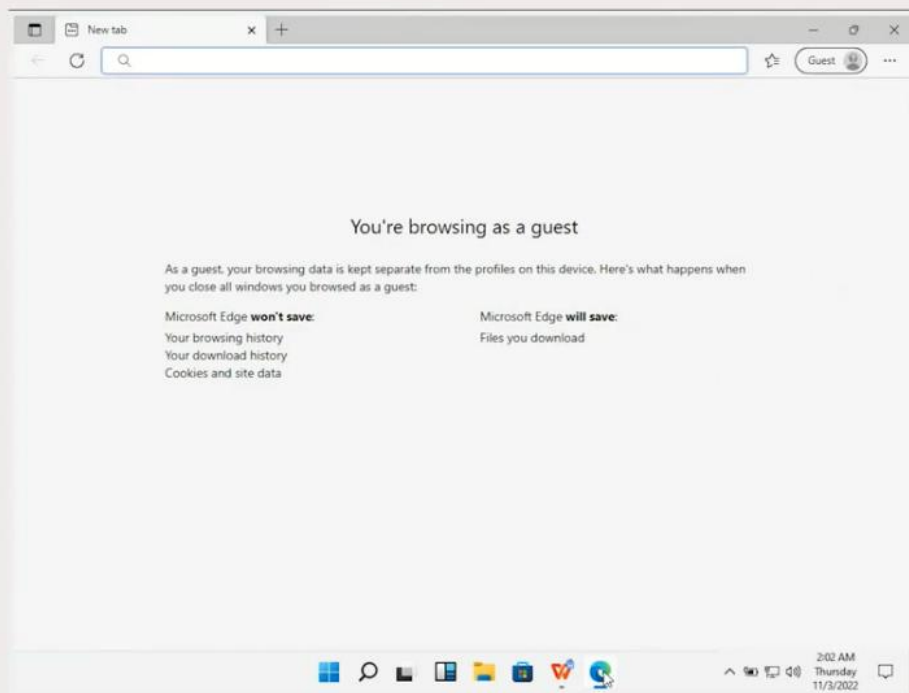 New tab
Guest
You're browsing as a guest
As a guest, your browsing data is kept separate from the profiles on this device. Here's what happens when
you close all windows you browsed as a guest:
Microsoft Edge won't save:
Your browsing history
Your download history
Cookies and site data
Microsoft Edge will save:
Files you download
2:02 AM
Thursday
11/3/2022